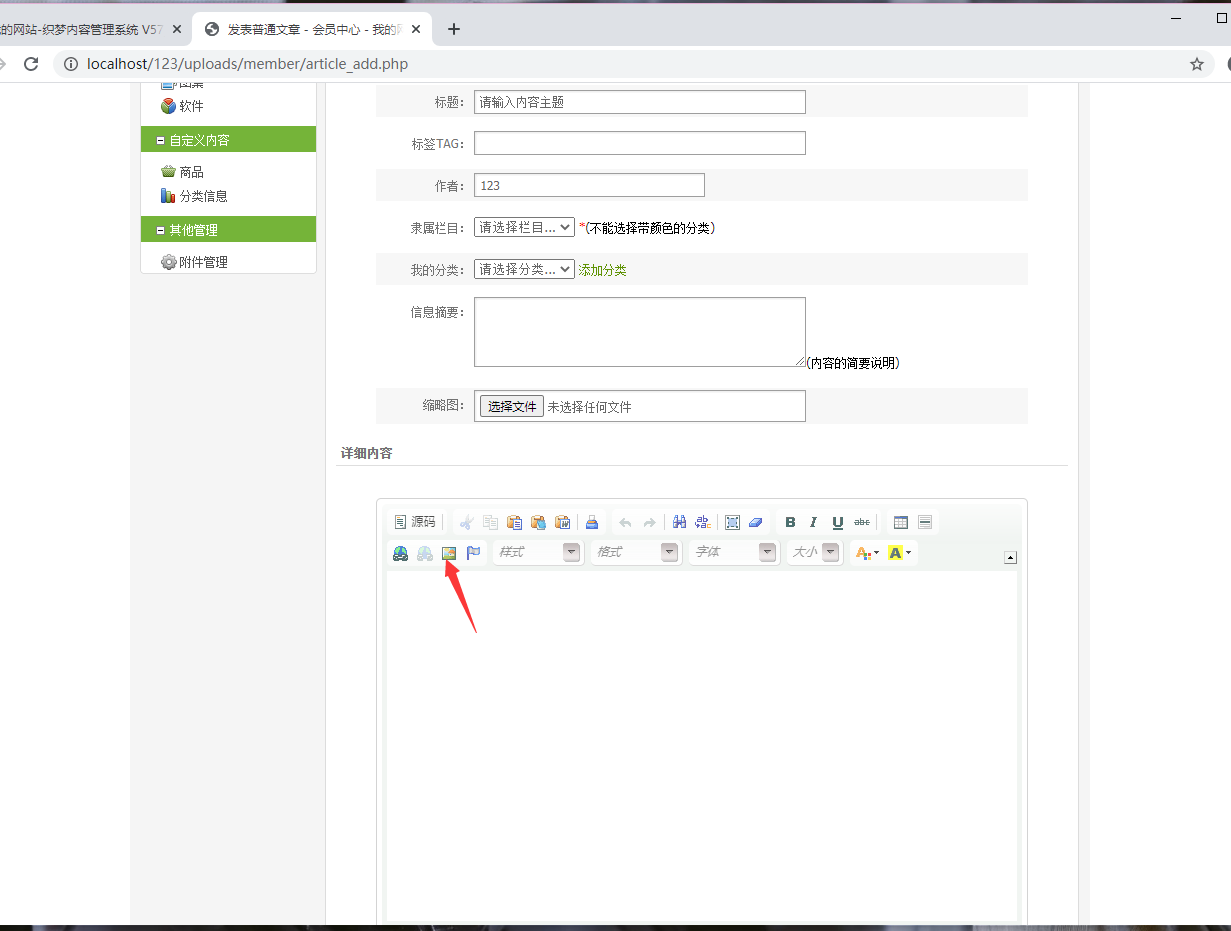 的网站-织梦内容管理系统 V57
发表普通文章 - 会员中心 - 我的
localhost/123/uploads/member/article_add.php
图集
软件
自定义内容
商品
分类信息
其他管理
附件管理
标题：
请输入内容主题
标签TAG：
作者：
123
隶属栏目：
请选择栏目...
*(不能选择带颜色的分类)
我的分类：
请选择分类...
添加分类
信息摘要：
(内容的简要说明)
缩略图：
选择文件 未选择任何文件
详细内容
源码
B I U abc
样式
格式
字体
大小
A
A